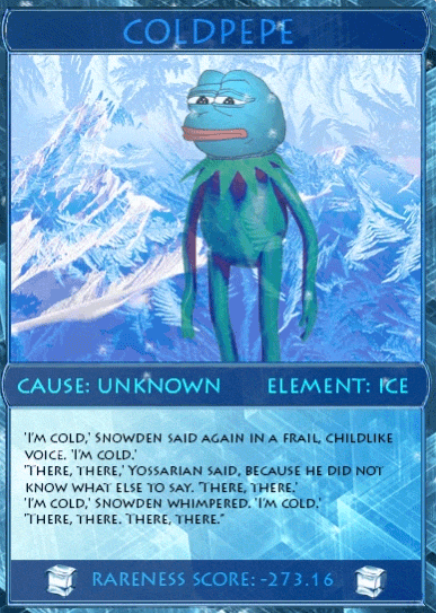 COLDPEPE
CAUSE: UNKNOWN ELEMENT: ICE
'I'M COLD,' SNOWDEN SAID AGAIN IN A FRAIL, CHILDLIKE
VOICE. 'I'M COLD.'
'THERE, THERE,' YOSSARIAN SAID, BECAUSE HE DID NOT
KNOW WHAT ELSE TO SAY. 'THERE, THERE.'
'I'M COLD,' SNOWDEN WHIMPERED. 'I'M COLD.'
'THERE, THERE. THERE, THERE."
RARENESS SCORE: -273.16